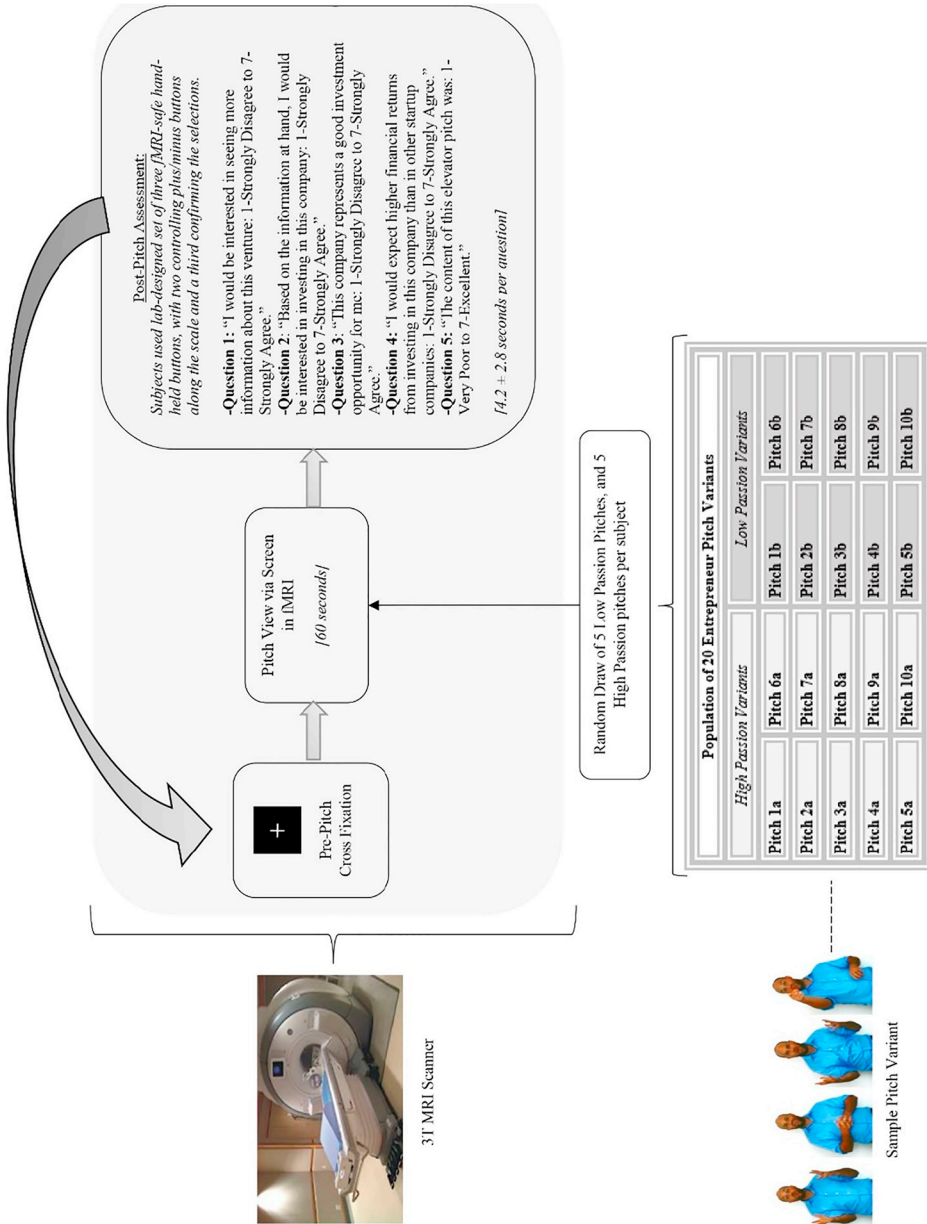 3T MRI Scanner
+
Pre-Pitch
Cross Fixation
Pitch View via Screen
in fMRI
[60 seconds]
Post-Pitch Assessment:
Subjects used lab-designed set of three fMRI-safe hand-
held buttons, with two controlling plus/minus buttons
along the scale and a third confirming the selections.
-Question 1: “I would be interested in seeing more
information about this venture: 1-Strongly Disagree to 7-
Strongly Agree.”
-Question 2: “Based on the information at hand, I would
be interested in investing in this company: 1-Strongly
Disagree to 7-Strongly Agree.”
-Question 3: “This company represents a good investment
opportunity for me: 1-Strongly Disagree to 7-Strongly
Agree.”
-Question 4: “I would expect higher financial returns
from investing in this company than in other startup
companies: 1-Strongly Disagree to 7-Strongly Agree.”
-Question 5: “The content of this elevator pitch was: 1-
Very Poor to 7-Excellent.”
[4.2 ± 2.8 seconds per question]
Random Draw of 5 Low Passion Pitches, and 5
High Passion pitches per subject
Sample Pitch Variant
Population of 20 Entrepreneur Pitch Variants
High Passion Variants Low Passion Variants
Pitch 1a Pitch 6a Pitch 1b Pitch 6b
Pitch 2a Pitch 7a Pitch 2b Pitch 7b
Pitch 3a Pitch 8a Pitch 3b Pitch 8b
Pitch 4a Pitch 9a Pitch 4b Pitch 9b
Pitch 5a Pitch 10a Pitch 5b Pitch 10b